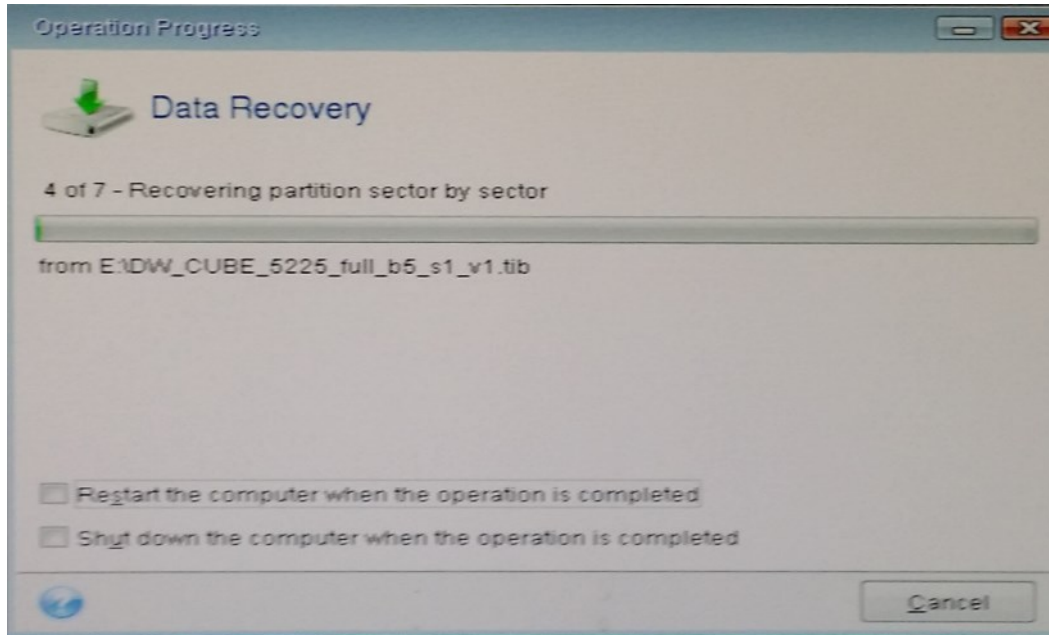 Operation Progress
Data Recovery
4 of 7 - Recovering partition sector by sector
from E:\DW_CUBE_5225_full_b5_s1_v1.tib
Restart the computer when the operation is completed
Shut down the computer when the operation is completed
Cancel